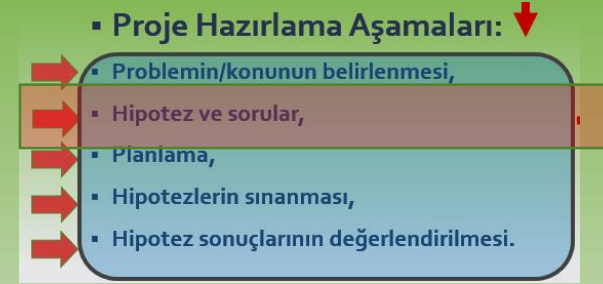 ▪ Proje Hazırlama Aşamaları:
▪ Problemin/konunun belirlenmesi,
▪ Hipotez ve sorular,
▪ Planlama,
▪ Hipotezlerin sınanması,
▪ Hipotez sonuçlarının değerlendirilmesi.